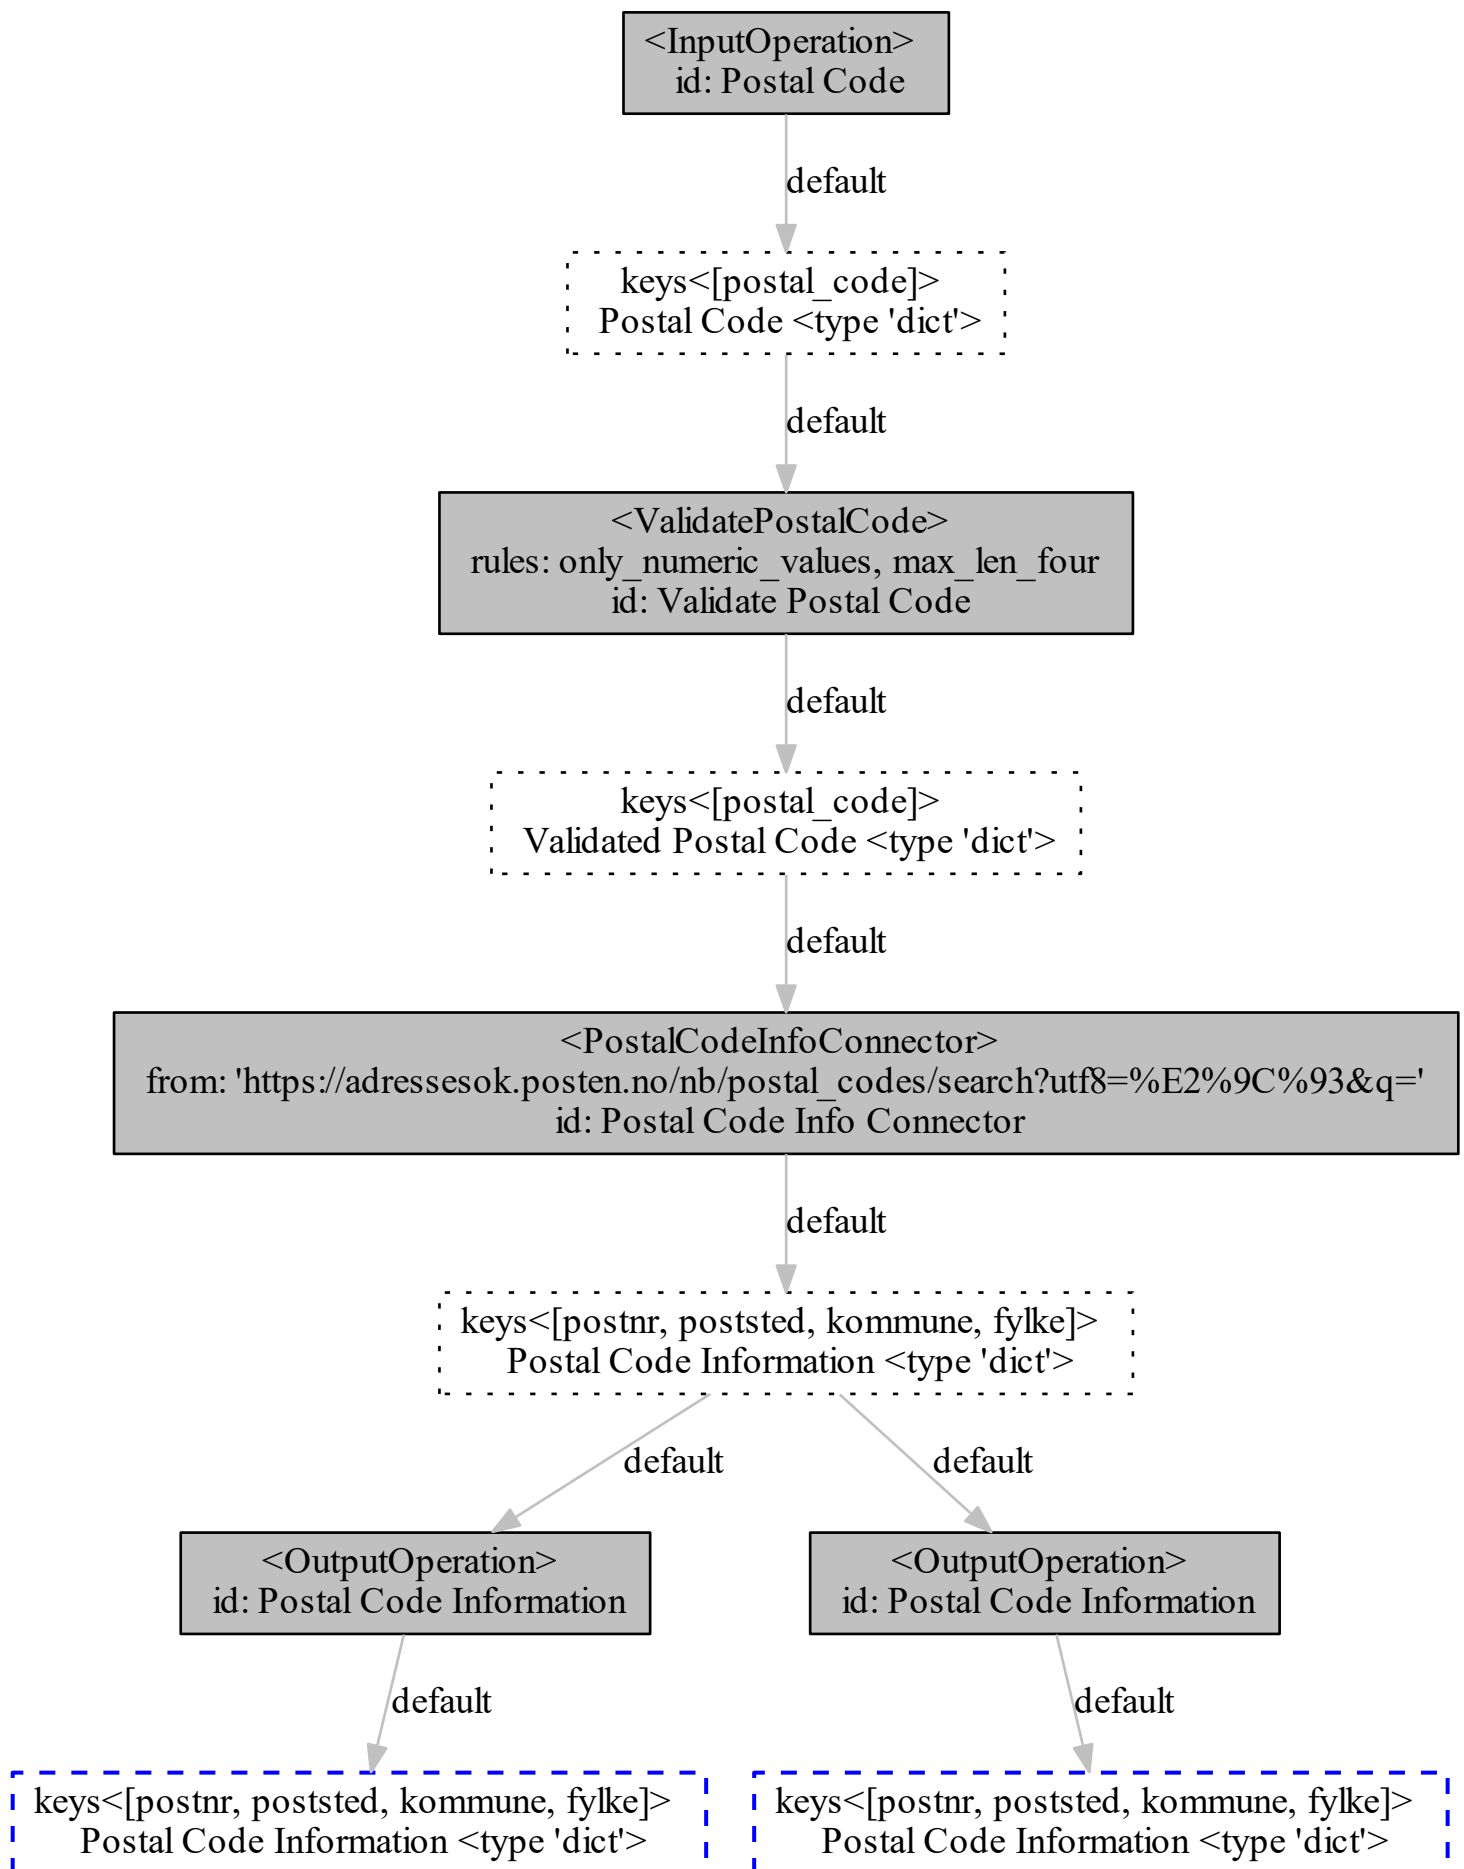 <InputOperation>
id: Postal Code
default
keys<[postal_code]>
Postal Code <type 'dict'>
default
<ValidatePostalCode>
rules: only_numeric_values, max_len_four
id: Validate Postal Code
default
keys<[postal_code]>
Validated Postal Code <type 'dict'>
default
<PostalCodeInfoConnector>
from: 'https://adressesok.posten.no/nb/postal_codes/search?utf8=%E2%9C%93&q='
id: Postal Code Info Connector
default
keys<[postnr, poststed, kommune, fylke]>
Postal Code Information <type 'dict'>
default
default
<OutputOperation>
id: Postal Code Information
<OutputOperation>
id: Postal Code Information
default
default
keys<[postnr, poststed, kommune, fylke]>
Postal Code Information <type 'dict'>
keys<[postnr, poststed, kommune, fylke]>
Postal Code Information <type 'dict'>